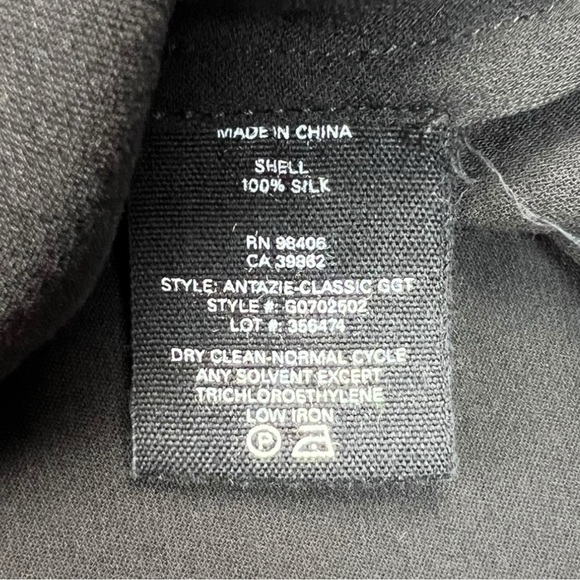 MADE IN CHINA
SHELL
100% SILK
RN 98406
CA 39862
STYLE: ANTAZIE-CLASSIC GGT
STYLE #: G0702502
LOT #: 356474
DRY CLEAN-NORMAL CYCLE
ANY SOLVENT EXCEPT
TRICHLOROETHYLENE
LOW IRON
P